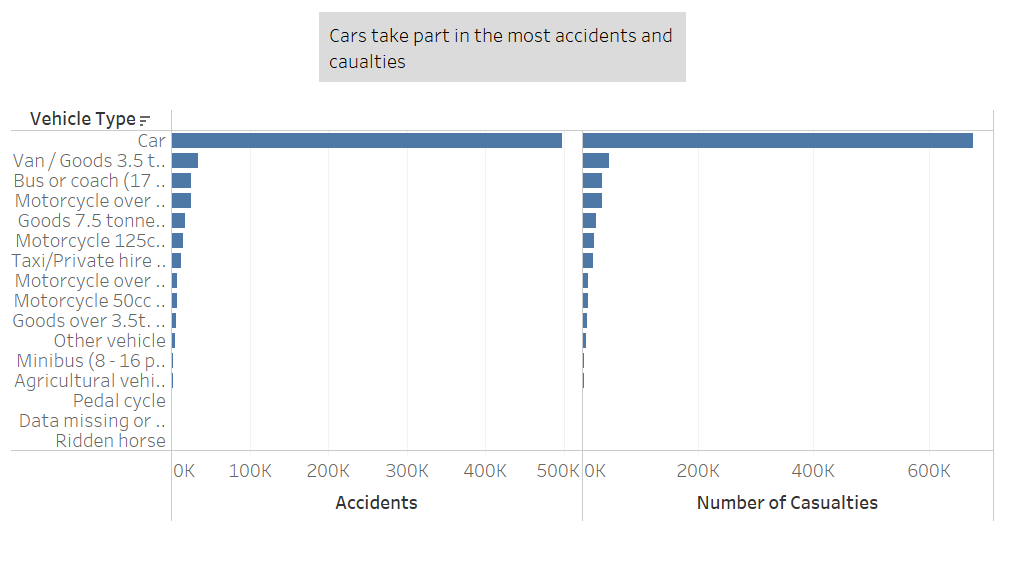 Cars take part in the most accidents and
caualties
Vehicle Type
Car
Van / Goods 3.5 t..
Bus or coach (17 ..
Motorcycle over ..
Goods 7.5 tonne..
Motorcycle 125c..
Taxi/Private hire ..
Motorcycle over ..
Motorcycle 50cc ..
Goods over 3.5t. ..
Other vehicle
Minibus (8 - 16 p..
Agricultural vehi..
Pedal cycle
Data missing or ..
Ridden horse
0K 100K 200K 300K 400K 500K 0K 200K 400K 600K
Accidents Number of Casualties